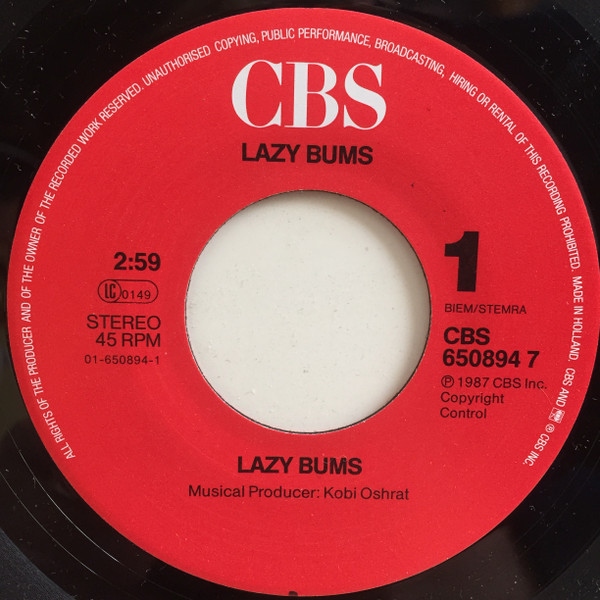 ALL RIGHTS OF THE PRODUCER AND OF THE OWNER OF THE RECORDED WORK RESERVED. UNAUTHORISED COPYING, PUBLIC PERFORMANCE, BROADCASTING, HIRING OR RENTAL OF THIS RECORDING PROHIBITED. MADE IN HOLLAND. CBS AND ® CBS INC.
CBS
LAZY BUMS
2:59
LC 0149
STEREO
45 RPM
01-650894-1
1
BIEM/STEMRA
CBS
650894 7
℗ 1987 CBS Inc.
Copyright
Control
LAZY BUMS
Musical Producer: Kobi Oshrat